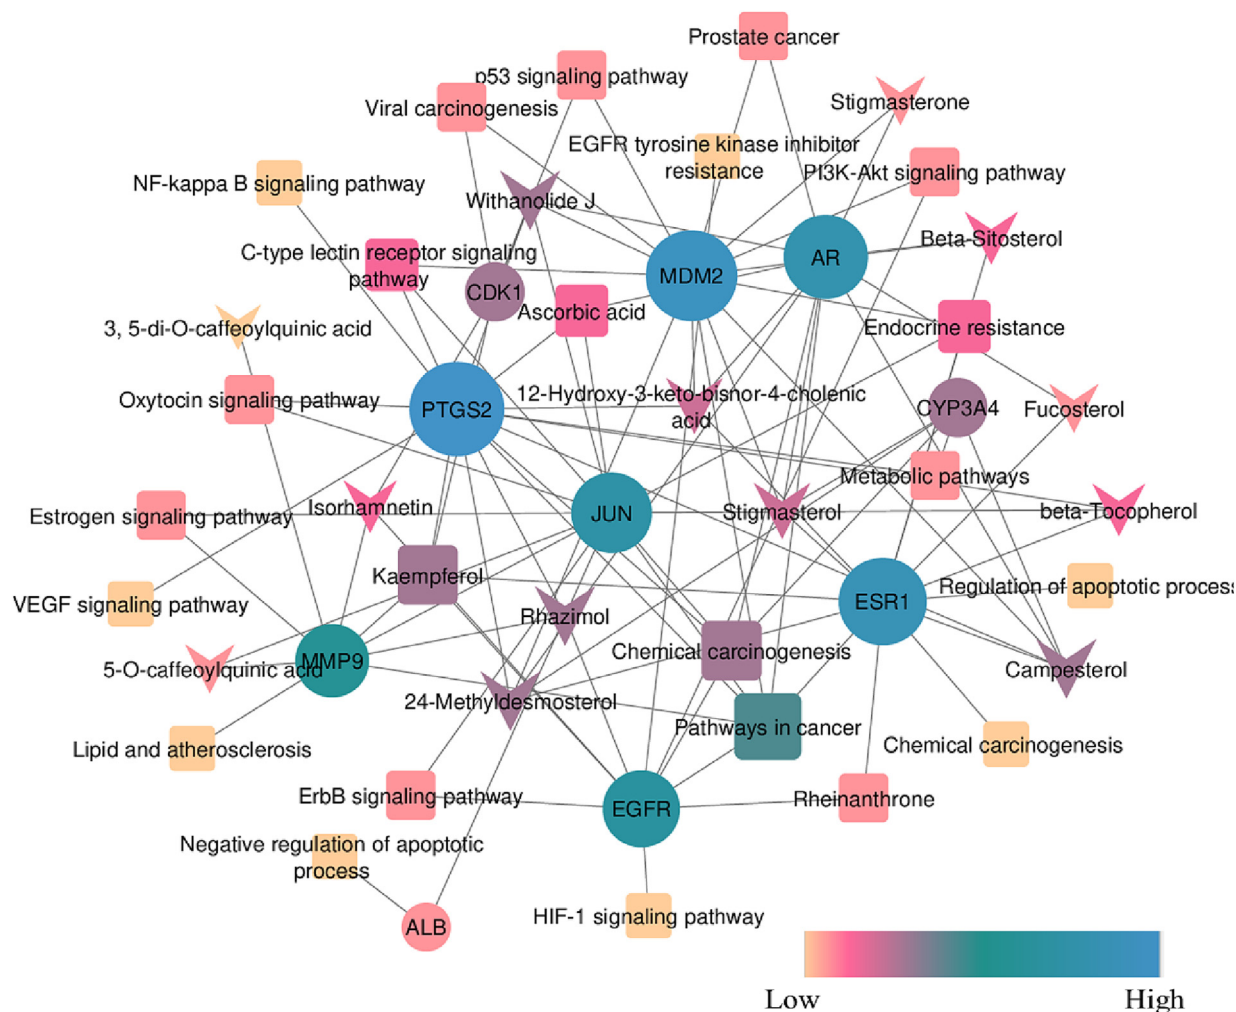 Prostate cancer
p53 signaling pathway
Viral carcinogenesis
Stigmasterone
EGFR tyrosine kinase inhibitor
resistance
PI3K-Akt signaling pathway
NF-kappa B signaling pathway
Withanolide J
Beta-Sitosterol
C-type lectin receptor signaling
pathway
MDM2
AR
CDK1
Ascorbic acid
3, 5-di-O-caffeoylquinic acid
Endocrine resistance
Oxytocin signaling pathway
PTGS2
12-Hydroxy-3-keto-bisnor-4-cholenic
acid
CYP3A4
Fucosterol
Metabolic pathways
Estrogen signaling pathway
Isorhamnetin
JUN
Stigmasterol
beta-Tocopherol
Kaempferol
VEGF signaling pathway
Rhazimol
ESR1
Regulation of apoptotic process
5-O-caffeoylquinic acid
MMP9
Chemical carcinogenesis
Campesterol
24-Methyldesmosterol
Pathways in cancer
Lipid and atherosclerosis
Chemical carcinogenesis
ErbB signaling pathway
EGFR
Rheinanthrone
Negative regulation of apoptotic
process
HIF-1 signaling pathway
ALB
Low
High